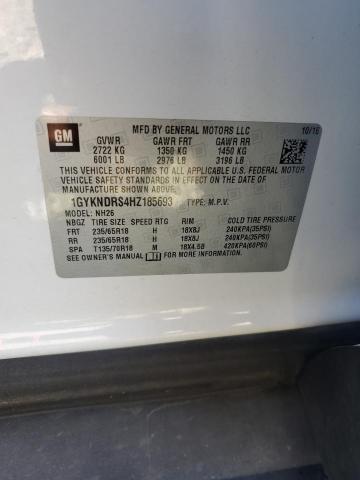 GM
MFD BY GENERAL MOTORS LLC 10/16
GVWR GAWR FRT GAWR RR
2722 KG 1350 KG 1450 KG
6001 LB 2976 LB 3196 LB
THIS VEHICLE CONFORMS TO ALL APPLICABLE U.S. FEDERAL MOTOR
VEHICLE SAFETY STANDARDS IN EFFECT ON THE DATE OF
MANUFACTURE SHOWN ABOVE.
1GYKNDRS4HZ185693 TYPE: M.P.V.
MODEL: NH26
NBGZ TIRE SIZE SPEED RTG RIM COLD TIRE PRESSURE
FRT 235/65R18 H 18X8J 240KPA(35PSI)
RR 235/65R18 H 18X8J 240KPA(35PSI)
SPA T135/70R18 M 18X4.5B 420KPA(60PSI)
SEE OWNER'S MANUAL FOR MORE INFORMATION.